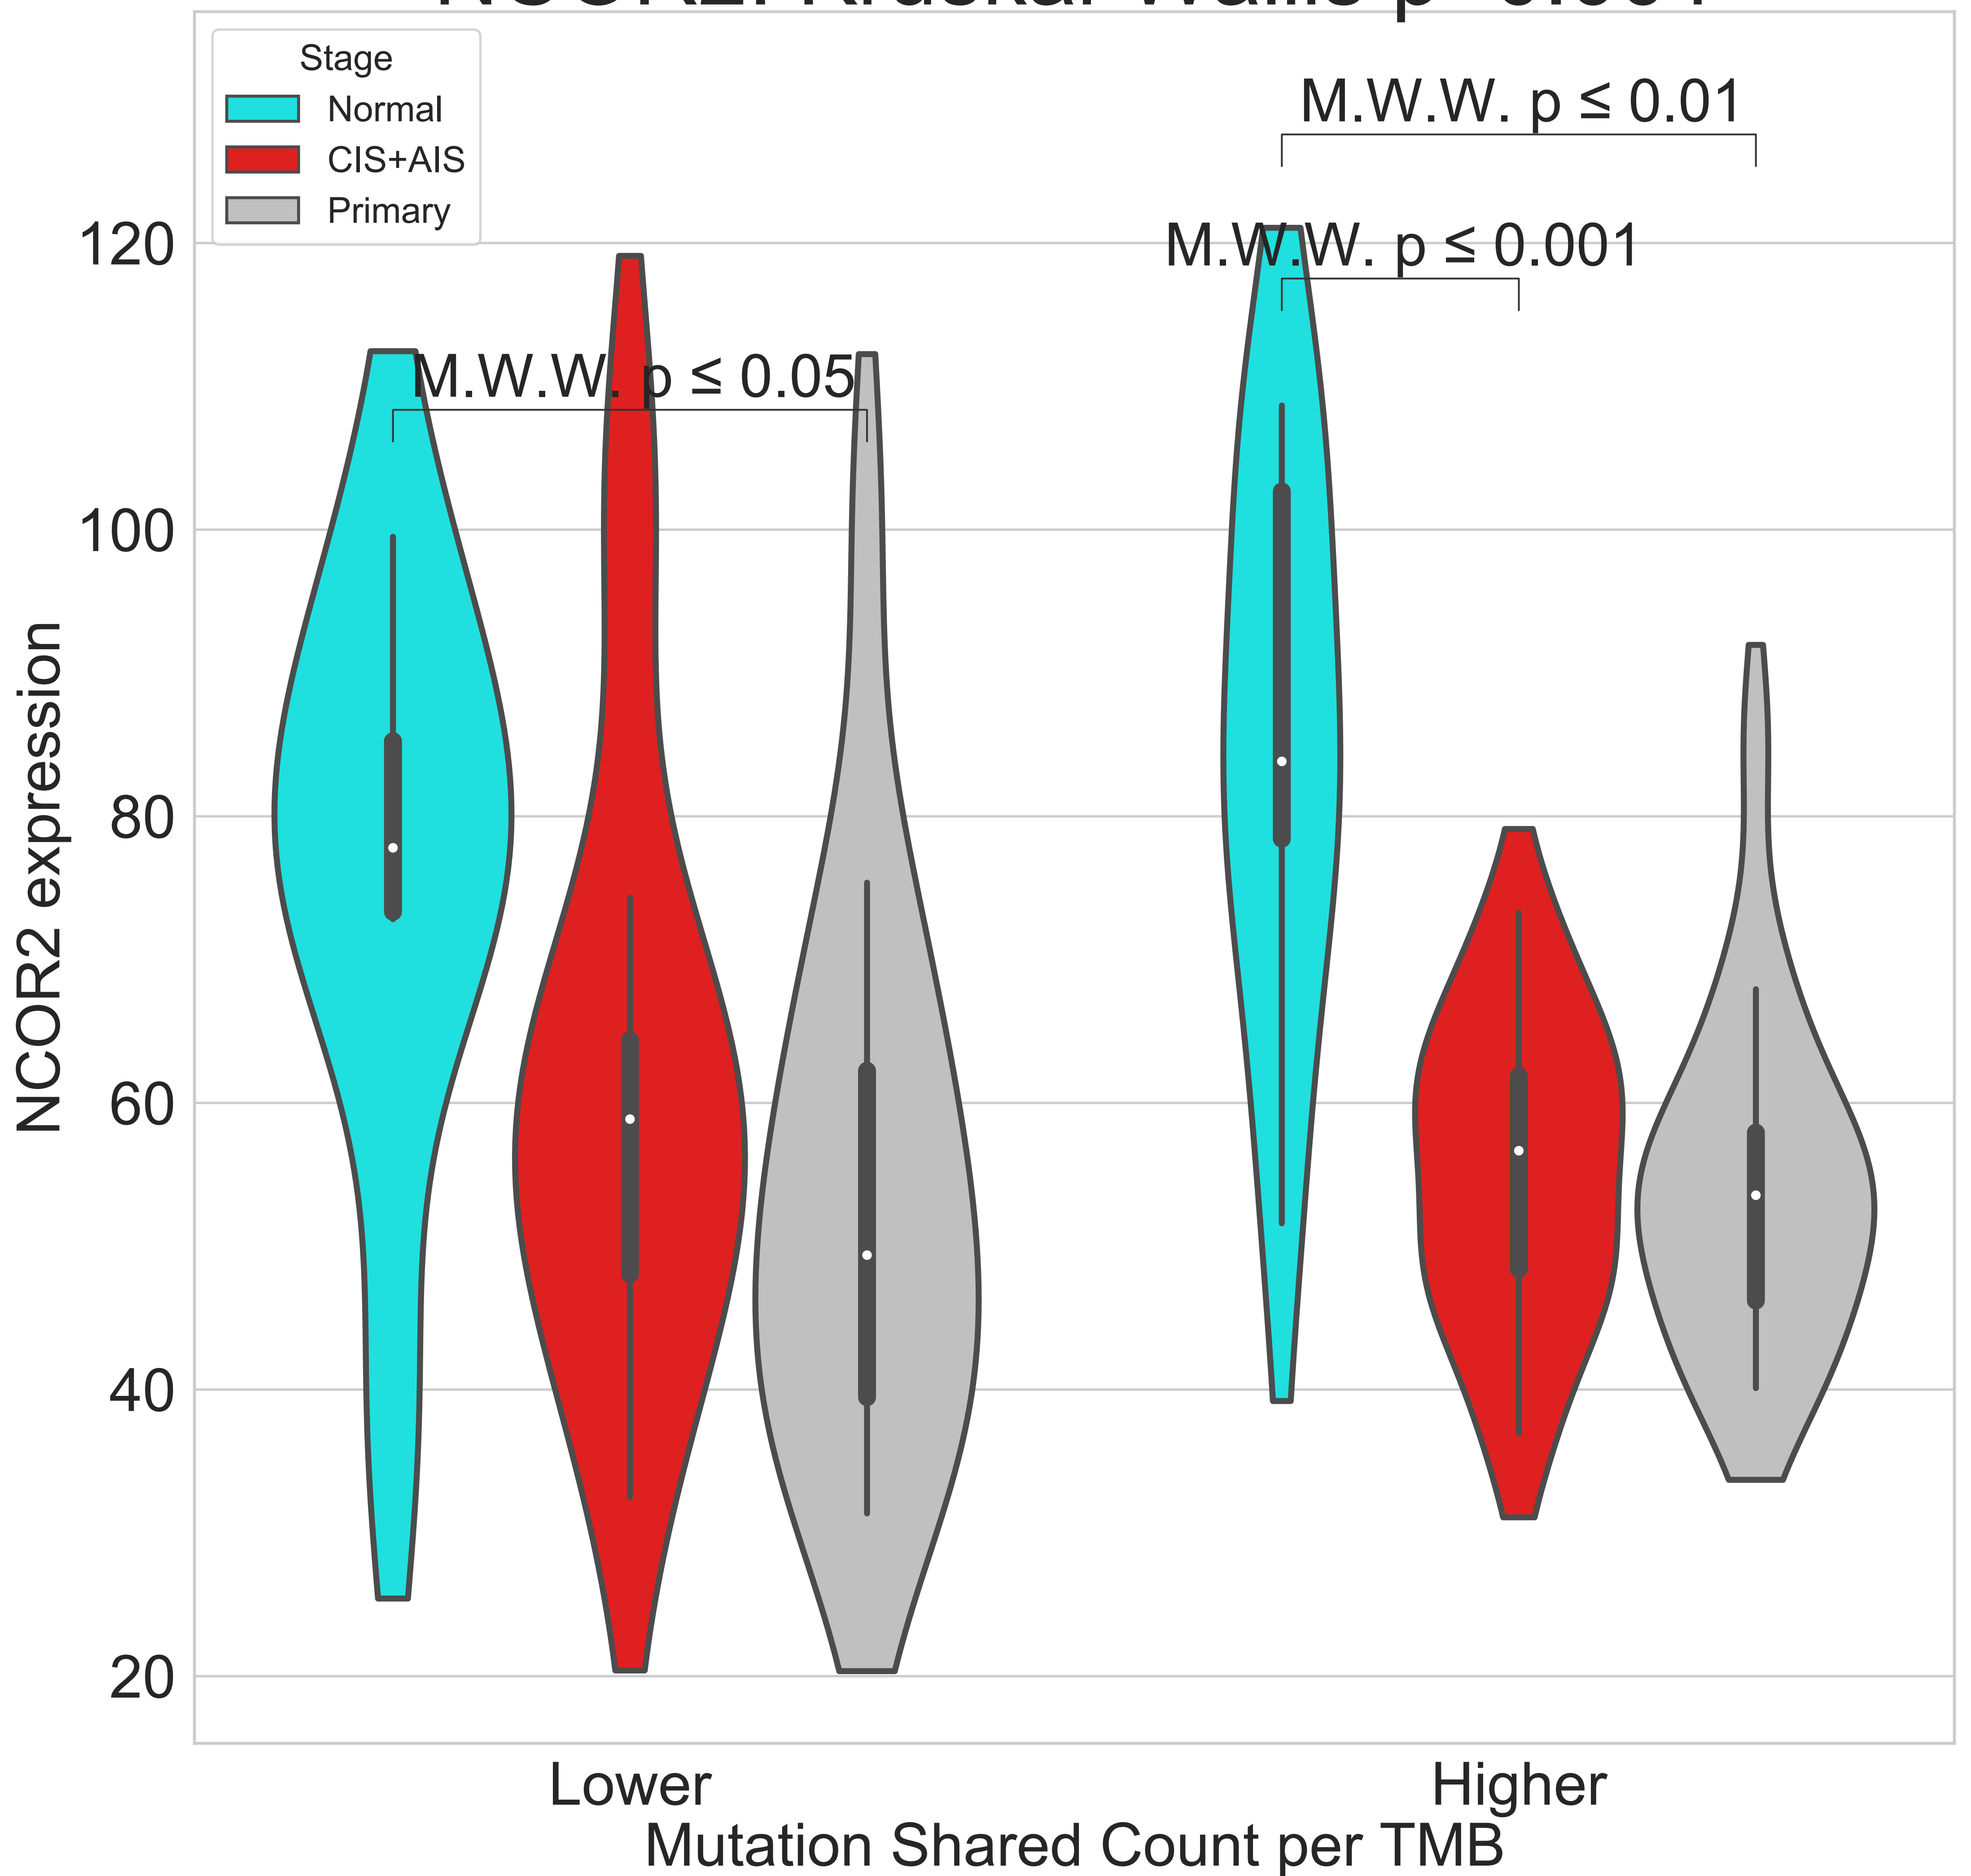 Stage
Normal
CIS+AIS
Primary
M.W.W. p ≤ 0.01
M.W.W. p ≤ 0.001
M.W.W. p ≤ 0.05
120
100
80
60
40
20
NCOR2 expression
Lower
Higher
Mutation Shared Count per TMB